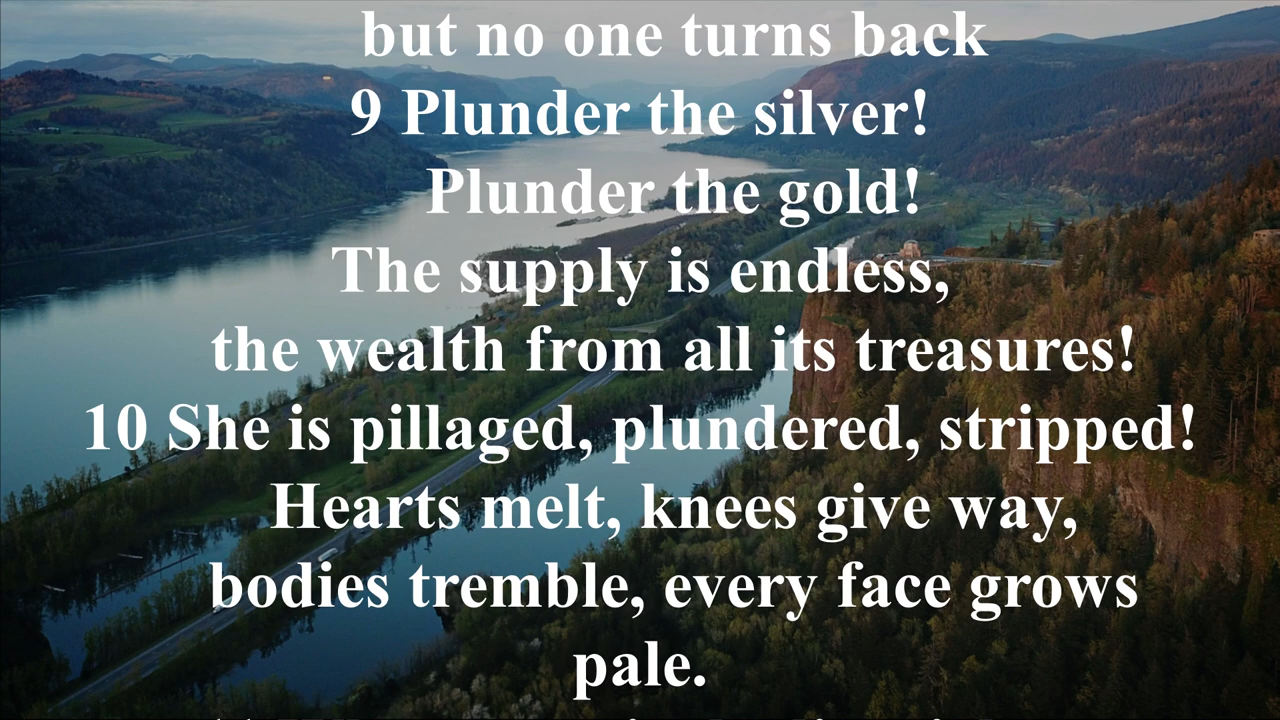 but no one turns back
9 Plunder the silver!
Plunder the gold!
The supply is endless,
the wealth from all its treasures!
10 She is pillaged, plundered, stripped!
Hearts melt, knees give way,
bodies tremble, every face grows
pale.